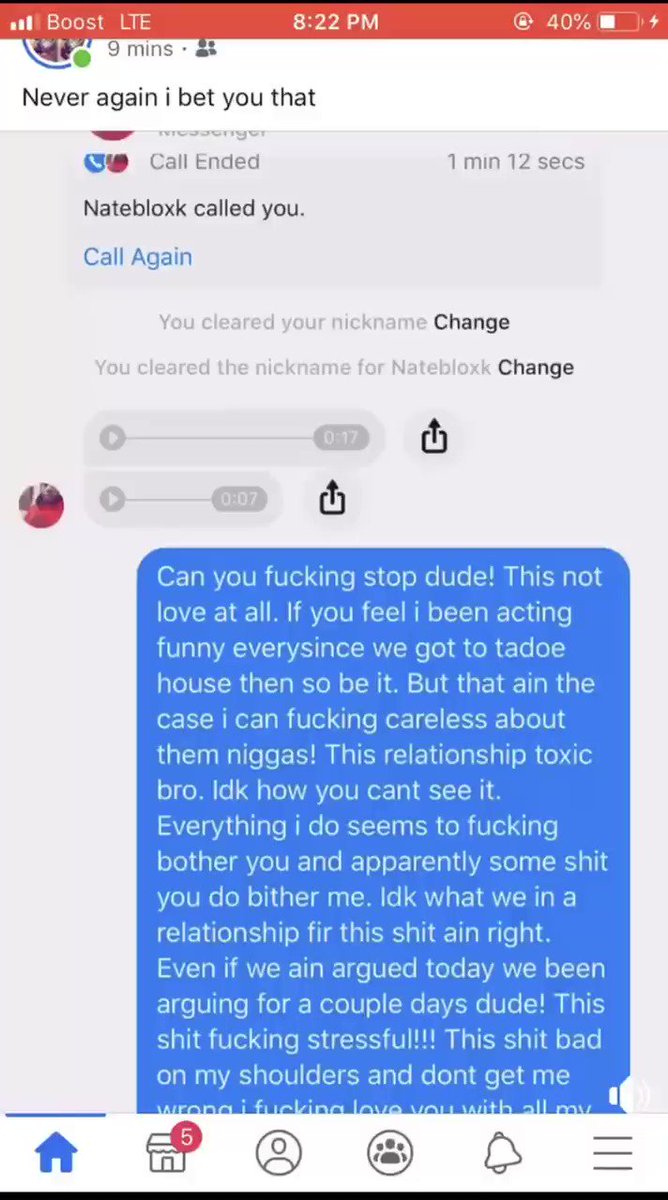 Boost LTE
8:22 PM
40%
9 mins
Never again i bet you that
Messenger
Call Ended
1 min 12 secs
Natebloxk called you.
Call Again
You cleared your nickname Change
You cleared the nickname for Natebloxk Change
0:17
0:07
Can you fucking stop dude! This not
love at all. If you feel i been acting
funny everysince we got to tadoe
house then so be it. But that ain the
case i can fucking careless about
them niggas! This relationship toxic
bro. Idk how you cant see it.
Everything i do seems to fucking
bother you and apparently some shit
you do bither me. Idk what we in a
relationship fir this shit ain right.
Even if we ain argued today we been
arguing for a couple days dude! This
shit fucking stressful!!! This shit bad
on my shoulders and dont get me
wrong i fucking love you with all my
5